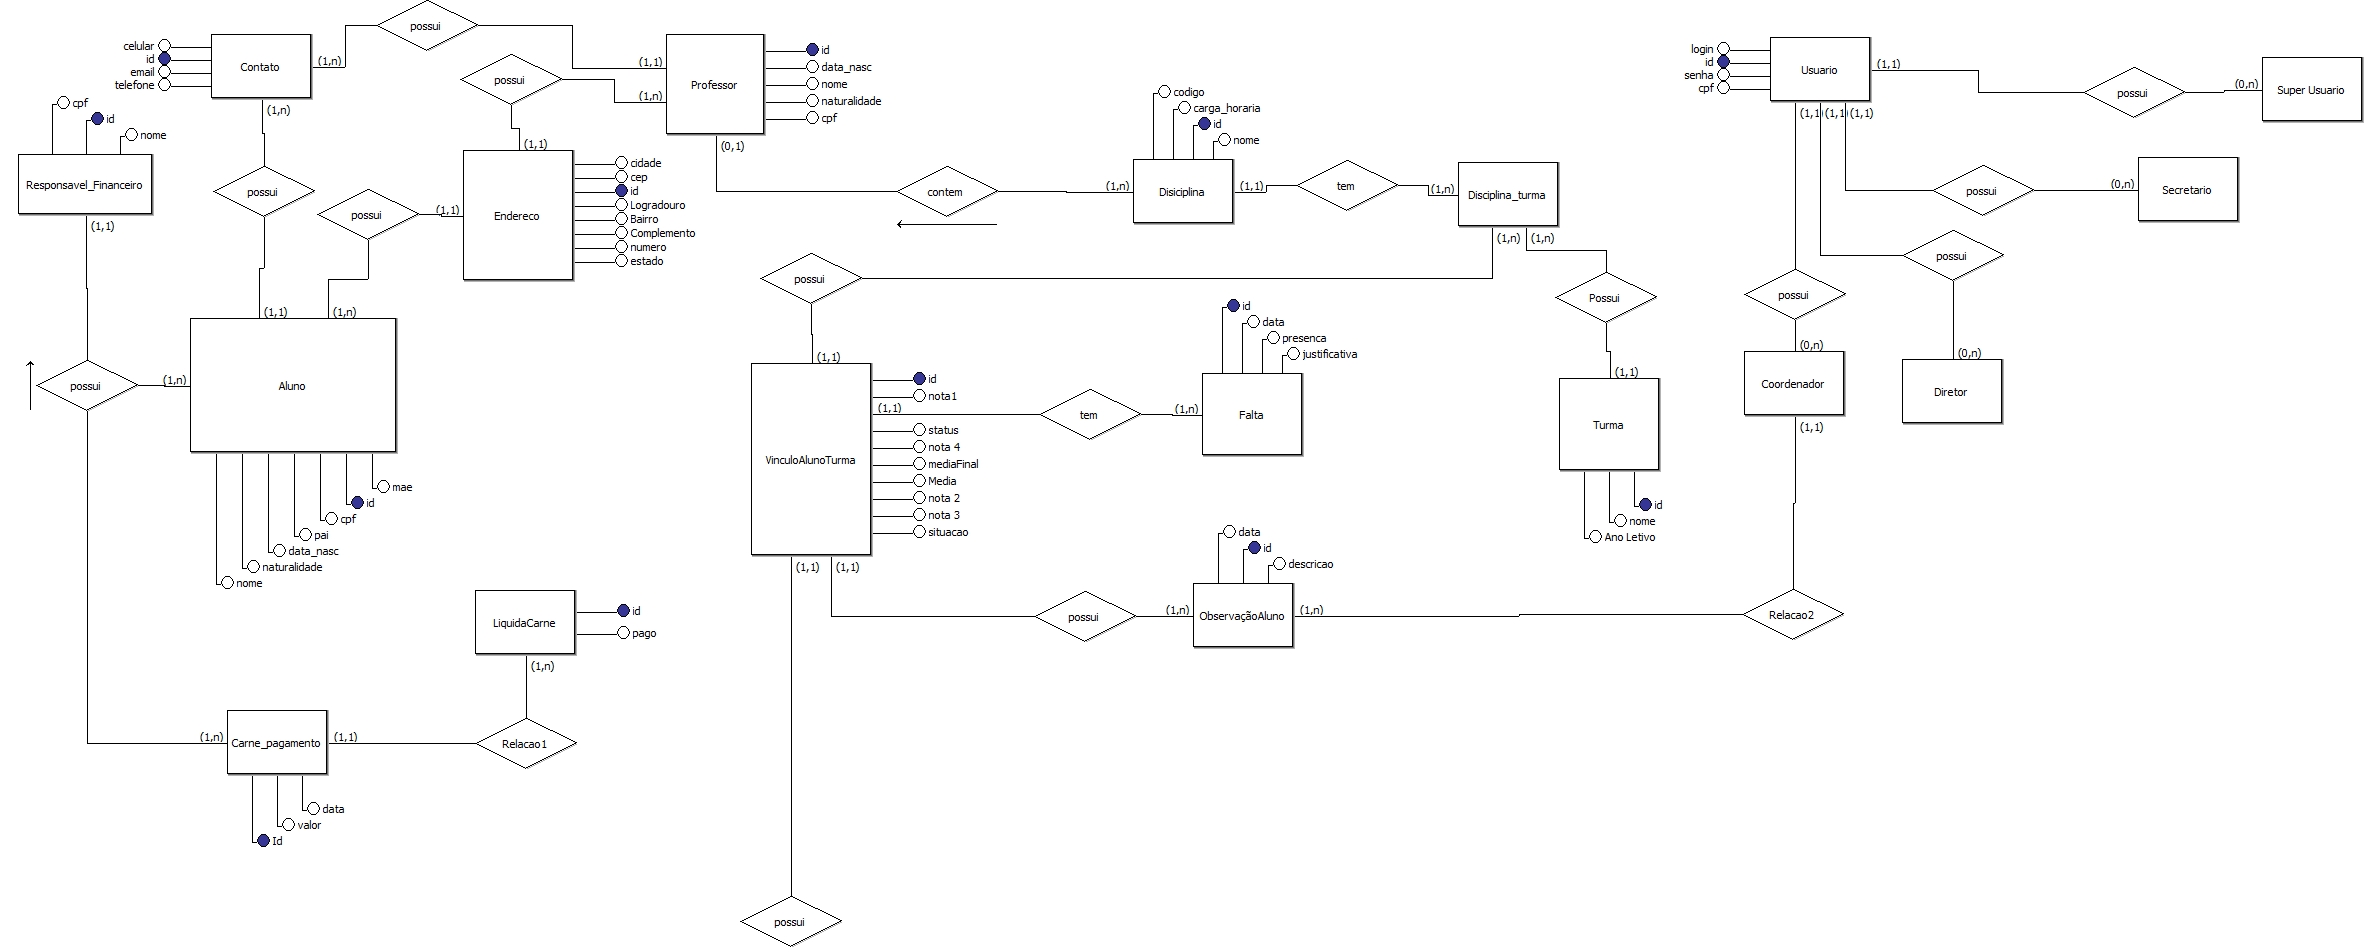 possui
Contato
celular
id
email
telefone
(1,n)
(1,n)
possui
(1,1)
(1,n)
Professor
id
data_nasc
nome
naturalidade
cpf
(0,1)
cpf
id
nome
Responsavel_Financeiro
(1,1)
possui
possui
(1,1)
(1,1)
Endereco
cidade
cep
id
Logradouro
Bairro
Complemento
numero
estado
contem
(1,n)
codigo
carga_horaria
id
nome
Disiciplina
(1,1)
tem
(1,n)
Disciplina_turma
(1,n)
(1,n)
login
id
senha
cpf
Usuario
(1,1)
(1,1)
(1,1)
(1,1)
possui
(0,n)
Super Usuario
possui
(0,n)
Secretario
possui
(0,n)
Diretor
possui
(0,n)
Coordenador
(1,1)
possui
(1,n)
(1,1)
(1,n)
Aluno
mae
id
cpf
pai
data_nasc
naturalidade
nome
possui
(1,1)
VinculoAlunoTurma
id
nota1
(1,1)
status
nota 4
mediaFinal
Media
nota 2
nota 3
situacao
(1,1)
(1,1)
tem
(1,n)
id
data
presenca
justificativa
Falta
Possui
(1,1)
Turma
id
nome
Ano Letivo
LiquidaCarne
id
pago
(1,n)
possui
(1,n)
data
id
descricao
ObservaçãoAluno
(1,n)
Relacao2
(1,n)
Carne_pagamento
(1,1)
Relacao1
data
valor
Id
possui